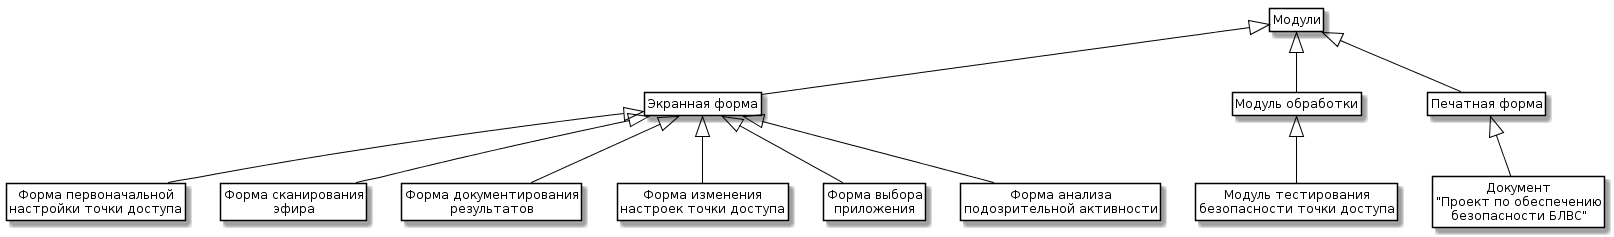 Модули
Экранная форма
Модуль обработки
Печатная форма
Форма первоначальной
настройки точки доступа
Форма сканирования
эфира
Форма документирования
результатов
Форма изменения
настроек точки доступа
Форма выбора
приложения
Форма анализа
подозрительной активности
Модуль тестирования
безопасности точки доступа
Документ
"Проект по обеспечению
безопасности БЛВС"